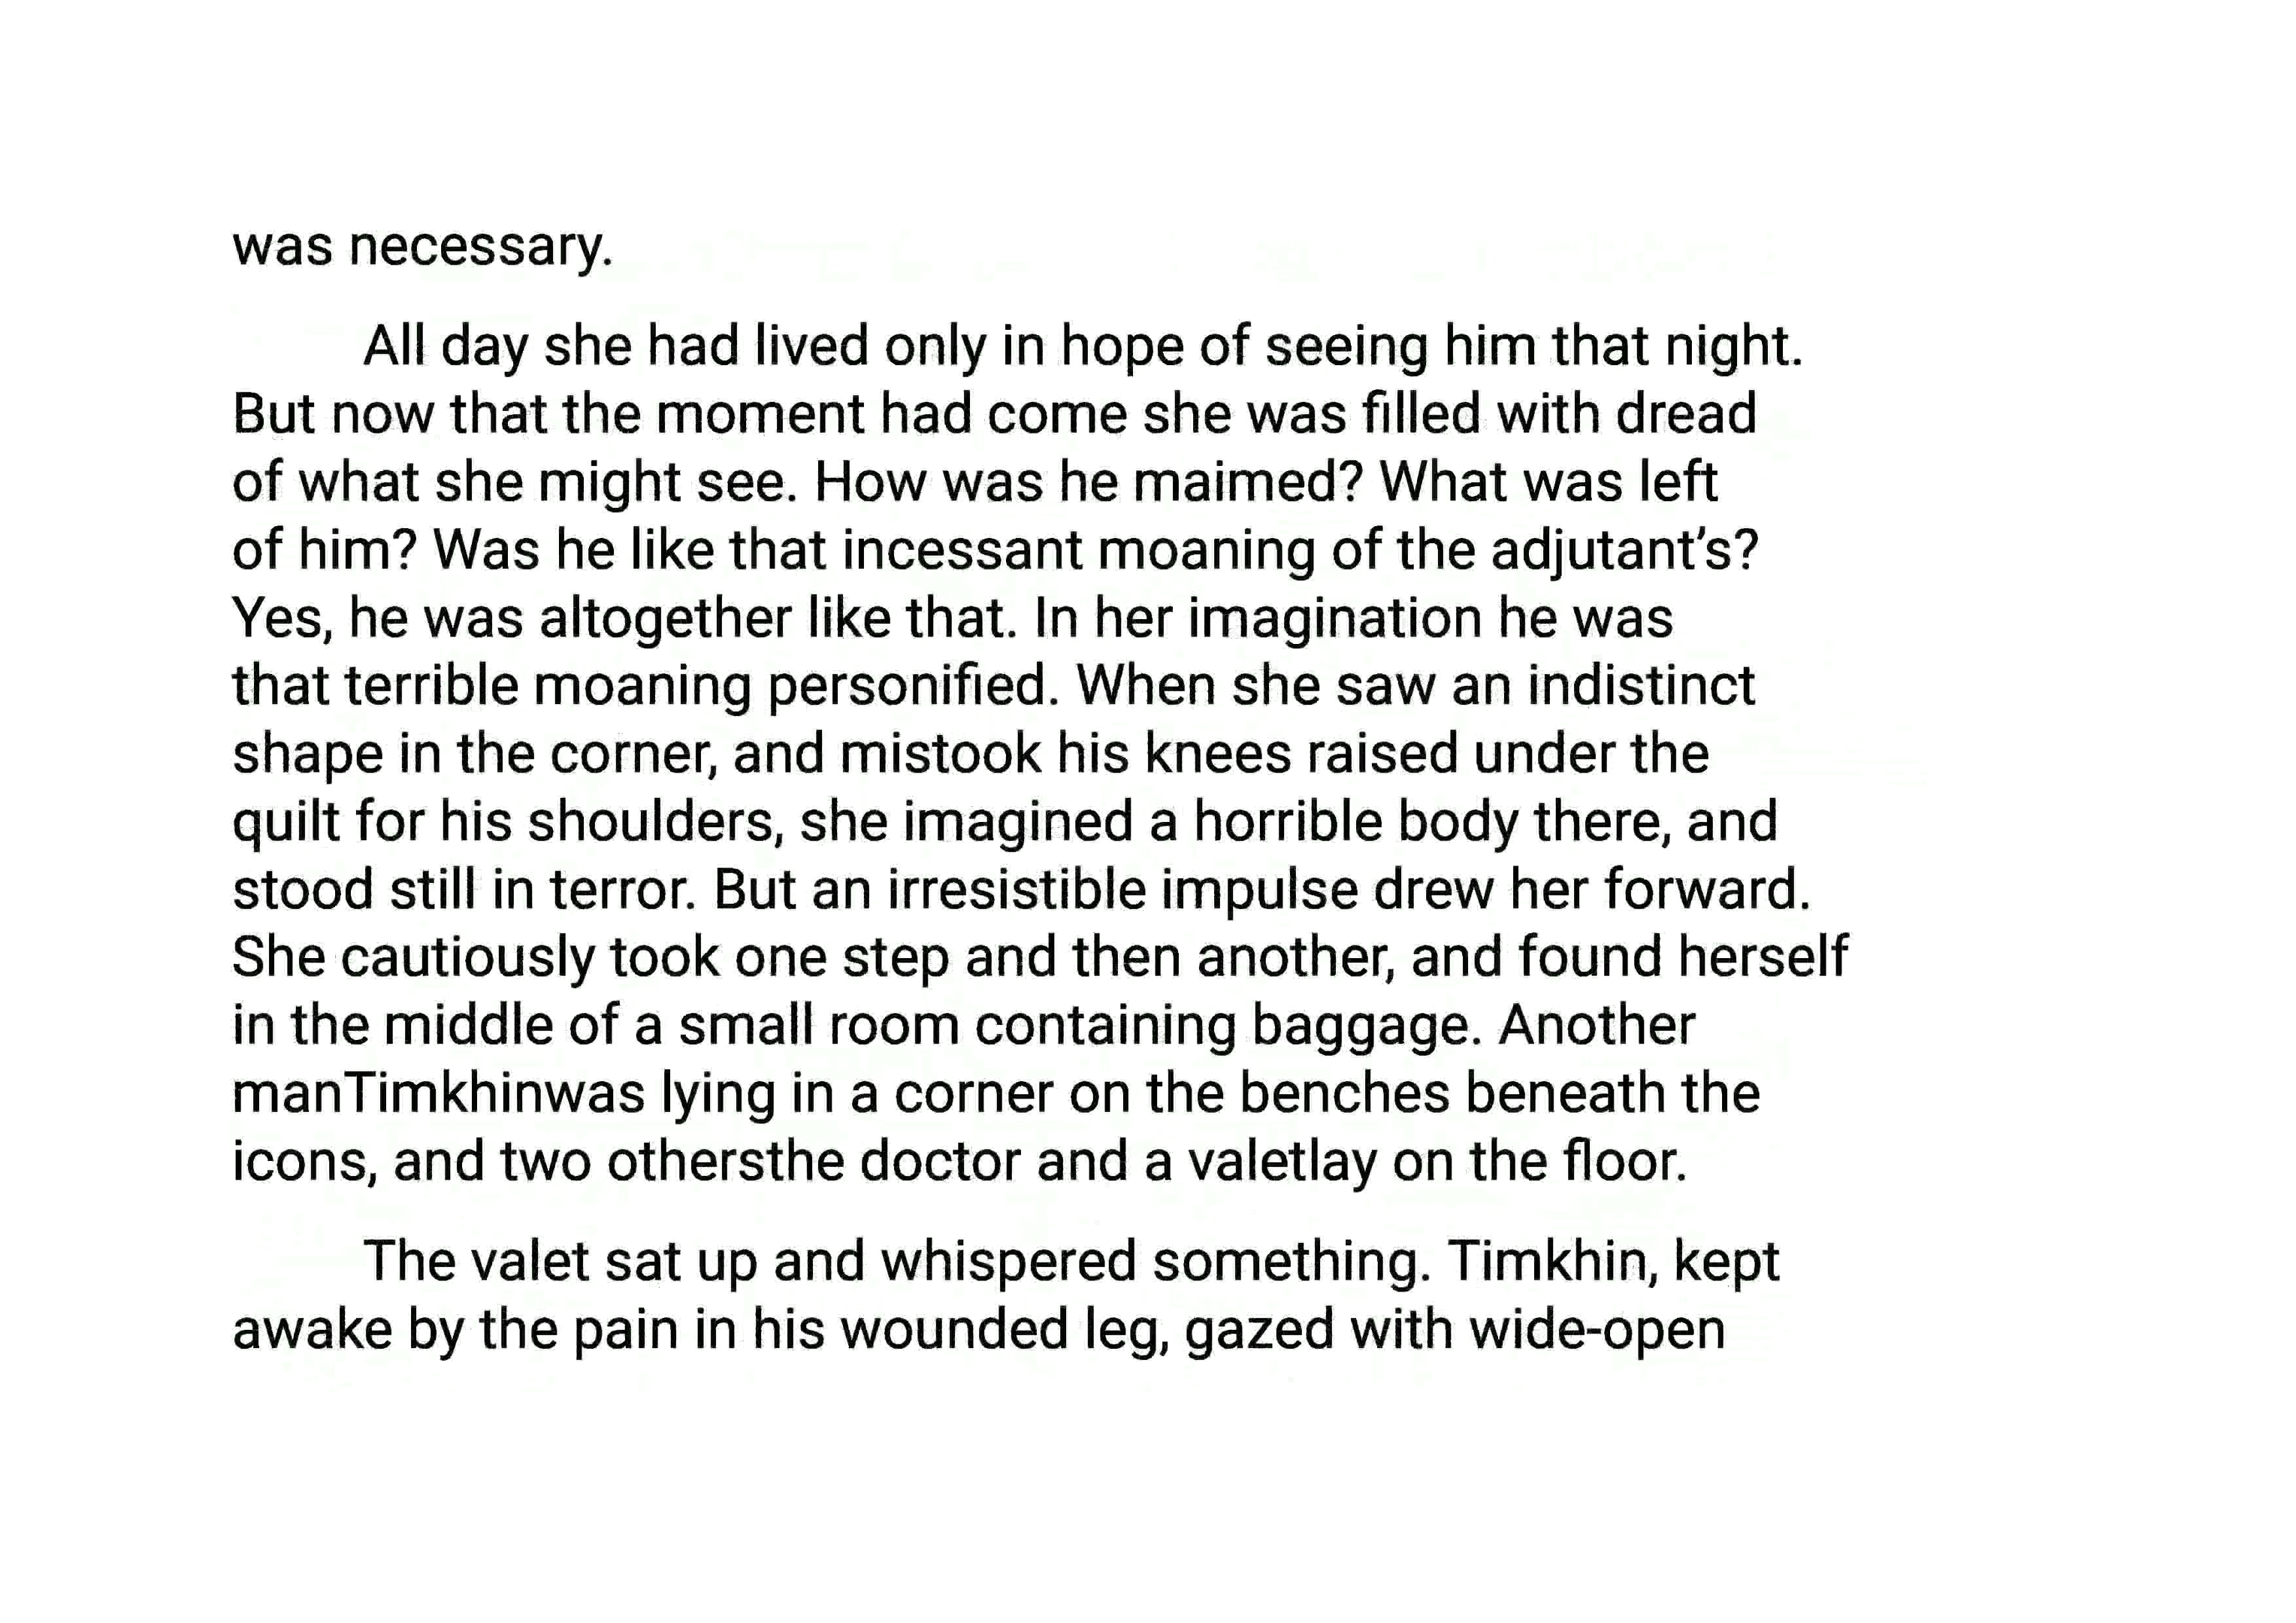 was necessary.
All day she had lived only in hope of seeing him that night.
But now that the moment had come she was filled with dread
of what she might see. How was he maimed? What was left
of him? Was he like that incessant moaning of the adjutant’s?
Yes, he was altogether like that. In her imagination he was
that terrible moaning personified. When she saw an indistinct
shape in the corner, and mistook his knees raised under the
quilt for his shoulders, she imagined a horrible body there, and
stood still in terror. But an irresistible impulse drew her forward.
She cautiously took one step and then another, and found herself
in the middle of a small room containing baggage. Another
manTimkhinwas lying in a corner on the benches beneath the
icons, and two othersthe doctor and a valetlay on the floor.
The valet sat up and whispered something. Timkhin, kept
awake by the pain in his wounded leg, gazed with wide-open